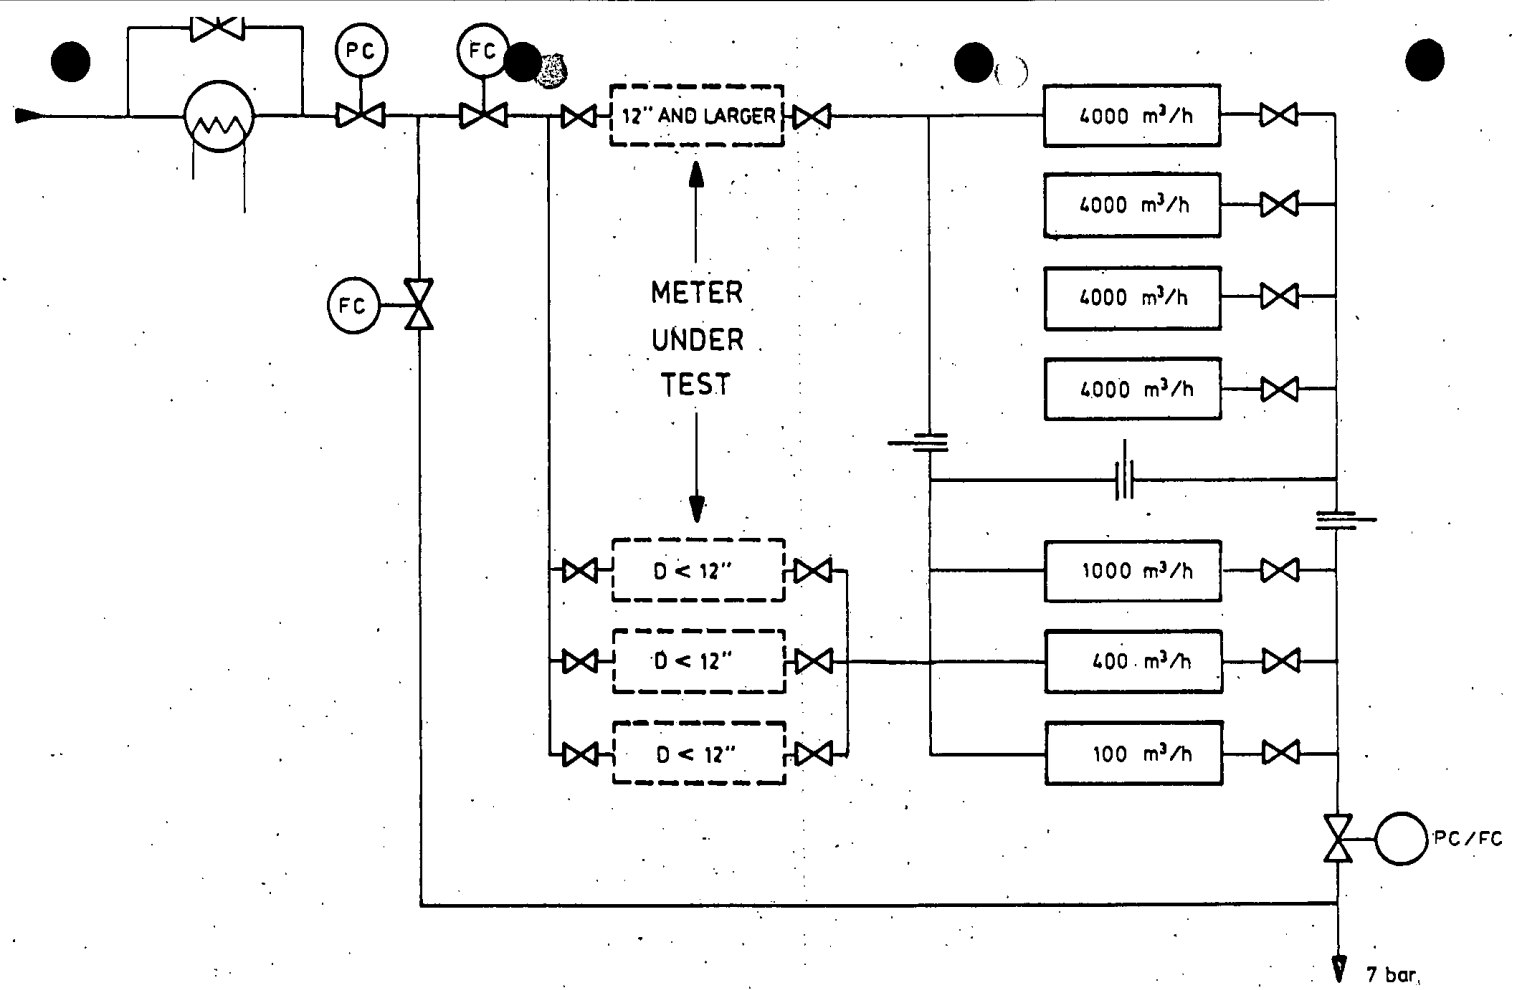 PC
FC
12" AND LARGER
4000 m³/h
4000 m³/h
FC
METER
UNDER
TEST
4000 m³/h
4000 m³/h
D < 12"
1000 m³/h
D < 12"
400 m³/h
D < 12"
100 m³/h
PC/FC
7 bar